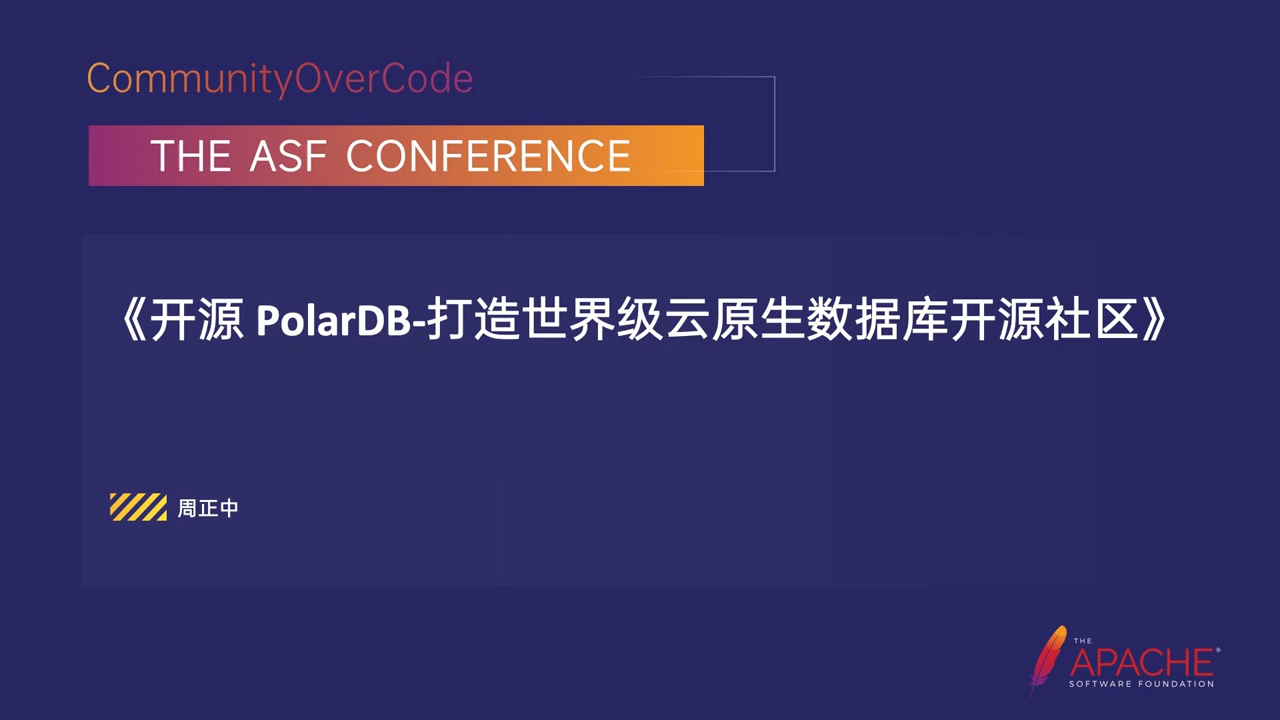 CommunityOverCode
THE ASF CONFERENCE
《开源 PolarDB-打造世界级云原生数据库开源社区》
周正中
THE
APACHE®
SOFTWARE FOUNDATION